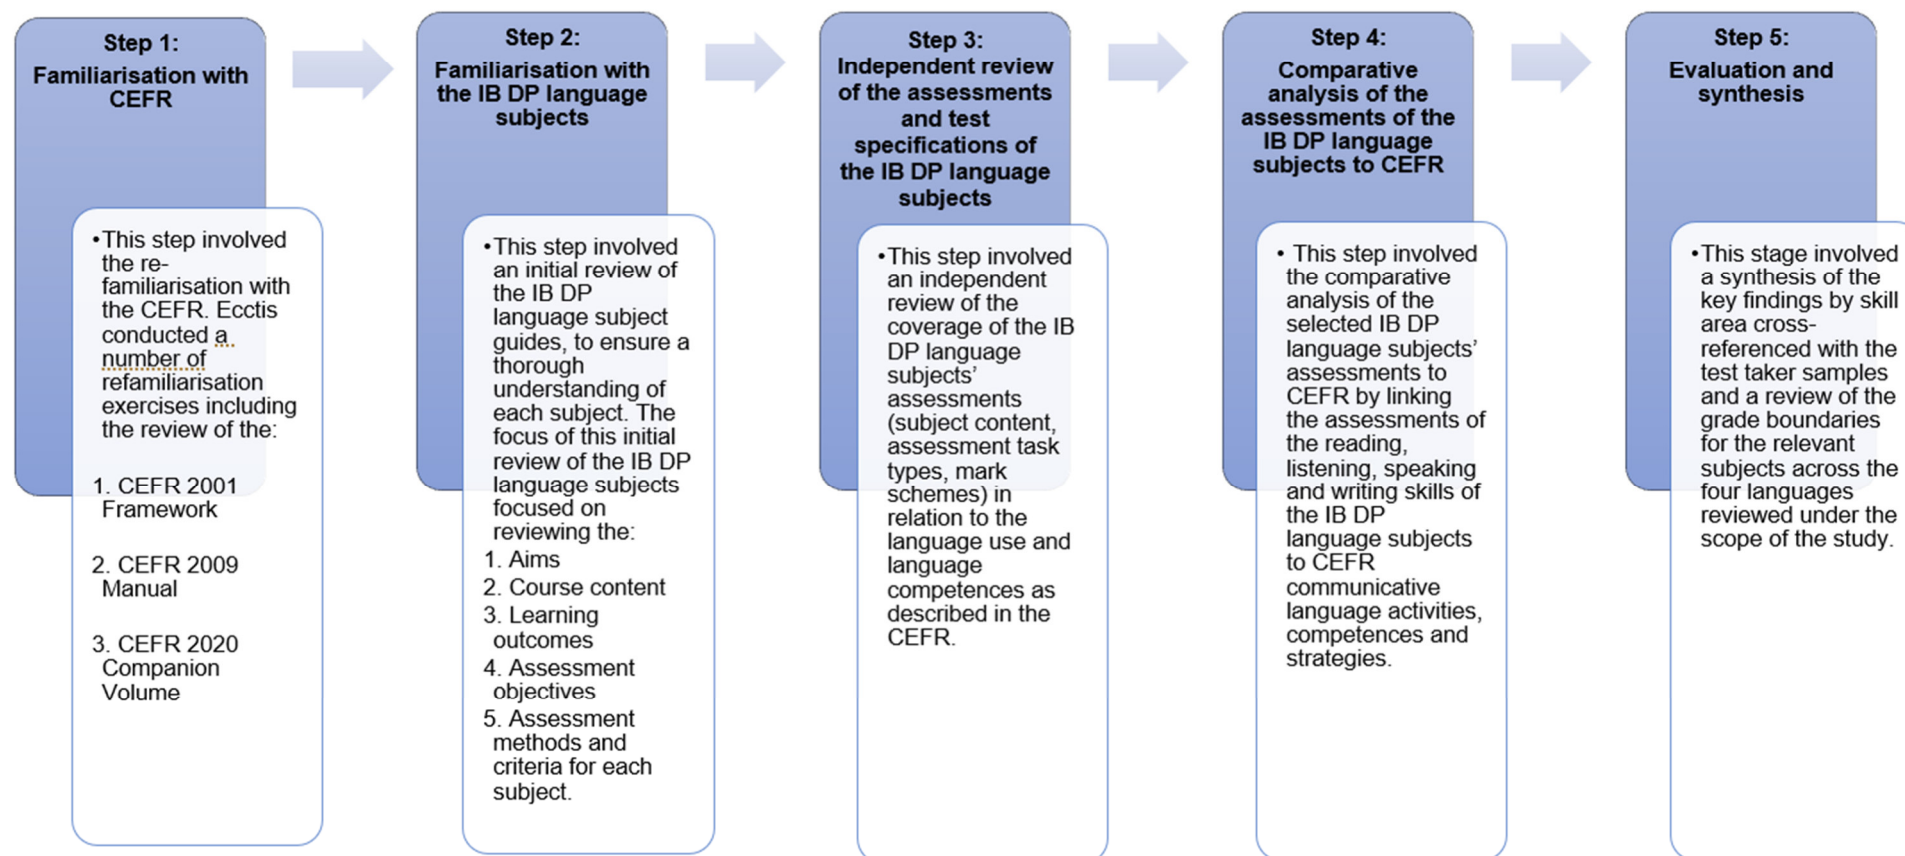 Step 1:
Familiarisation with
CEFR
•This step involved
the re-
familiarisation with
the CEFR. Ecctis
conducted a
number of
refamiliarisation
exercises including
the review of the:
1. CEFR 2001
Framework
2. CEFR 2009
Manual
3. CEFR 2020
Companion
Volume
Step 2:
Familiarisation with
the IB DP language
subjects
•This step involved
an initial review of
the IB DP
language subject
guides, to ensure a
thorough
understanding of
each subject. The
focus of this initial
review of the IB DP
language subjects
focused on
reviewing the:
1. Aims
2. Course content
3. Learning
outcomes
4. Assessment
objectives
5. Assessment
methods and
criteria for each
subject.
Step 3:
Independent review
of the assessments
and test
specifications of
the IB DP language
subjects
•This step involved
an independent
review of the
coverage of the IB
DP language
subjects’
assessments
(subject content,
assessment task
types, mark
schemes) in
relation to the
language use and
language
competences as
described in the
CEFR.
Step 4:
Comparative
analysis of the
assessments of the
IB DP language
subjects to CEFR
• This step involved
the comparative
analysis of the
selected IB DP
language subjects’
assessments to
CEFR by linking
the assessments of
the reading,
listening, speaking
and writing skills of
the IB DP
language subjects
to CEFR
communicative
language activities,
competences and
strategies.
Step 5:
Evaluation and
synthesis
•This stage involved
a synthesis of the
key findings by skill
area cross-
referenced with the
test taker samples
and a review of the
grade boundaries
for the relevant
subjects across the
four languages
reviewed under the
scope of the study.